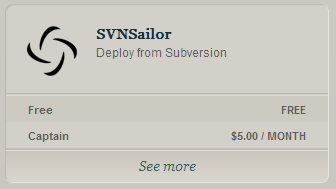 SVNSailor
Deploy from Subversion
Free FREE
Captain $5.00 / MONTH
See more